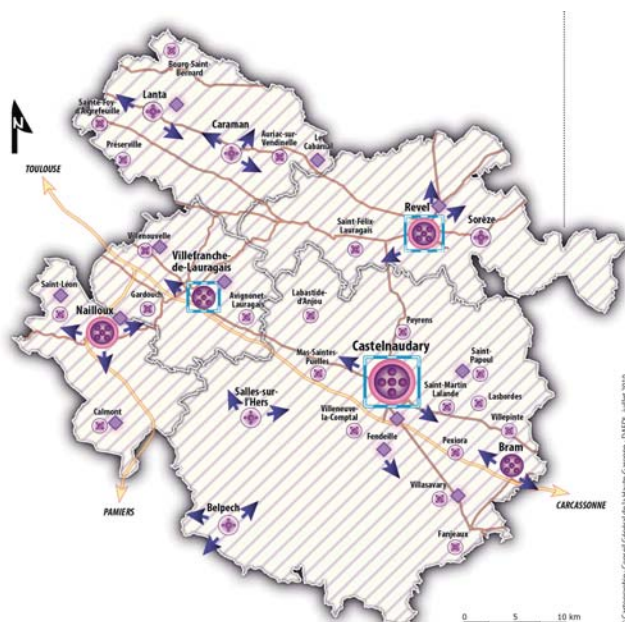 Bourg-Saint-
Bernard
Lanta
Sainte-Foy-
d'Aigrefeuille
Caraman
Préserville
Auriac-sur-
Vendinelle
Le
Cabanial
N
TOULOUSE
Revel
Sorèze
Saint-Félix-
Lauragais
Villenouvelle
Villefranche-
de-Lauragais
Saint-Léon
Gardouch
Avignonet-
Lauragais
Labastide-
d'Anjou
Nailloux
Peyrens
Castelnaudary
Mas-Saintes-
Puelles
Saint-
Papoul
Saint-Martin
Lalande
Lasbordes
Salles-sur-
l'Hers
Calmont
Villeneuve-
la-Comptal
Villepinte
Fendeille
Pexiora
Bram
Villasavary
Belpech
PAMIERS
CARCASSONNE
Fanjeaux
0 5 10 km